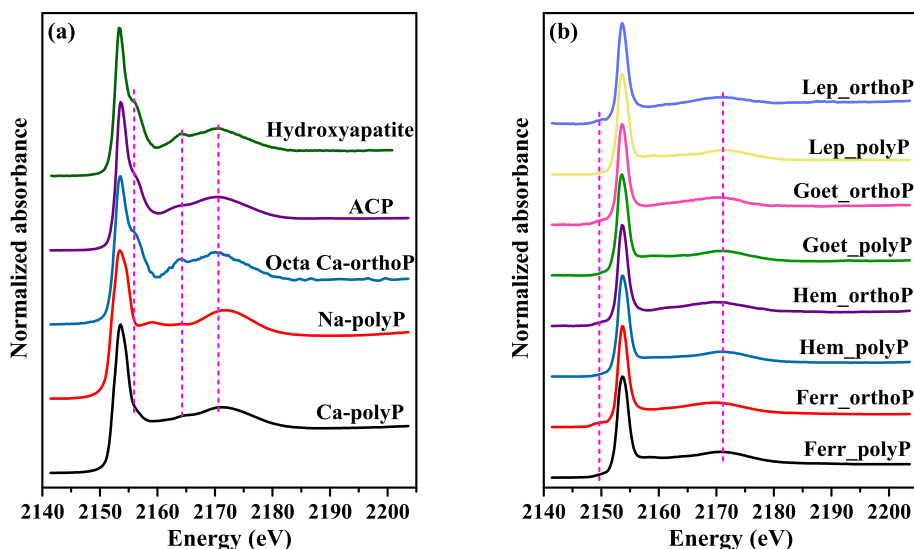 (a)
Hydroxyapatite
ACP
Octa Ca-orthoP
Na-polyP
Ca-polyP
Normalized absorbance
2140 2150 2160 2170 2180 2190 2200
Energy (eV)
(b)
Lep_orthoP
Lep_polyP
Goet_orthoP
Goet_polyP
Hem_orthoP
Hem_polyP
Ferr_orthoP
Ferr_polyP
Normalized absorbance
2140 2150 2160 2170 2180 2190 2200
Energy (eV)